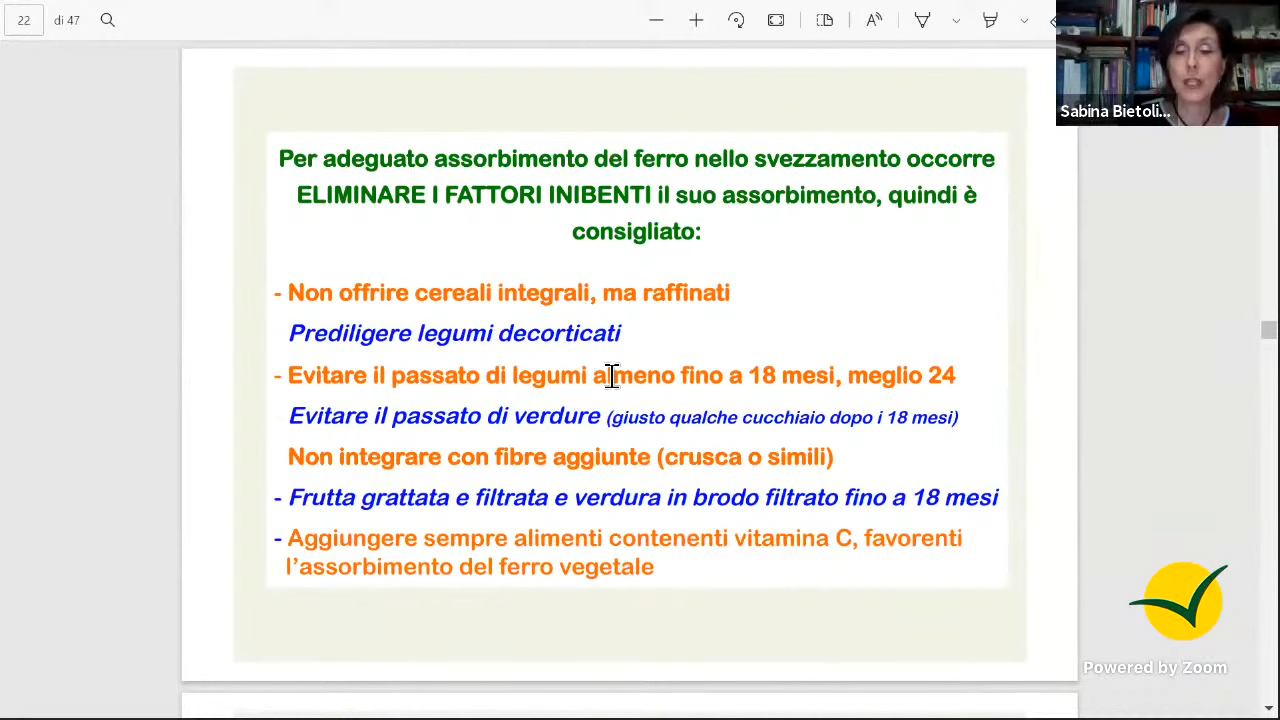 22
di 47
Sabina Bietoli...
Per adeguato assorbimento del ferro nello svezzamento occorre
ELIMINARE I FATTORI INIBENTI il suo assorbimento, quindi è
consigliato:
- Non offrire cereali integrali, ma raffinati
Prediligere legumi decorticati
- Evitare il passato di legumi almeno fino a 18 mesi, meglio 24
Evitare il passato di verdure (giusto qualche cucchiaio dopo i 18 mesi)
Non integrare con fibre aggiunte (crusca o simili)
- Frutta grattata e filtrata e verdura in brodo filtrato fino a 18 mesi
- Aggiungere sempre alimenti contenenti vitamina C, favorenti
l'assorbimento del ferro vegetale
Powered by Zoom